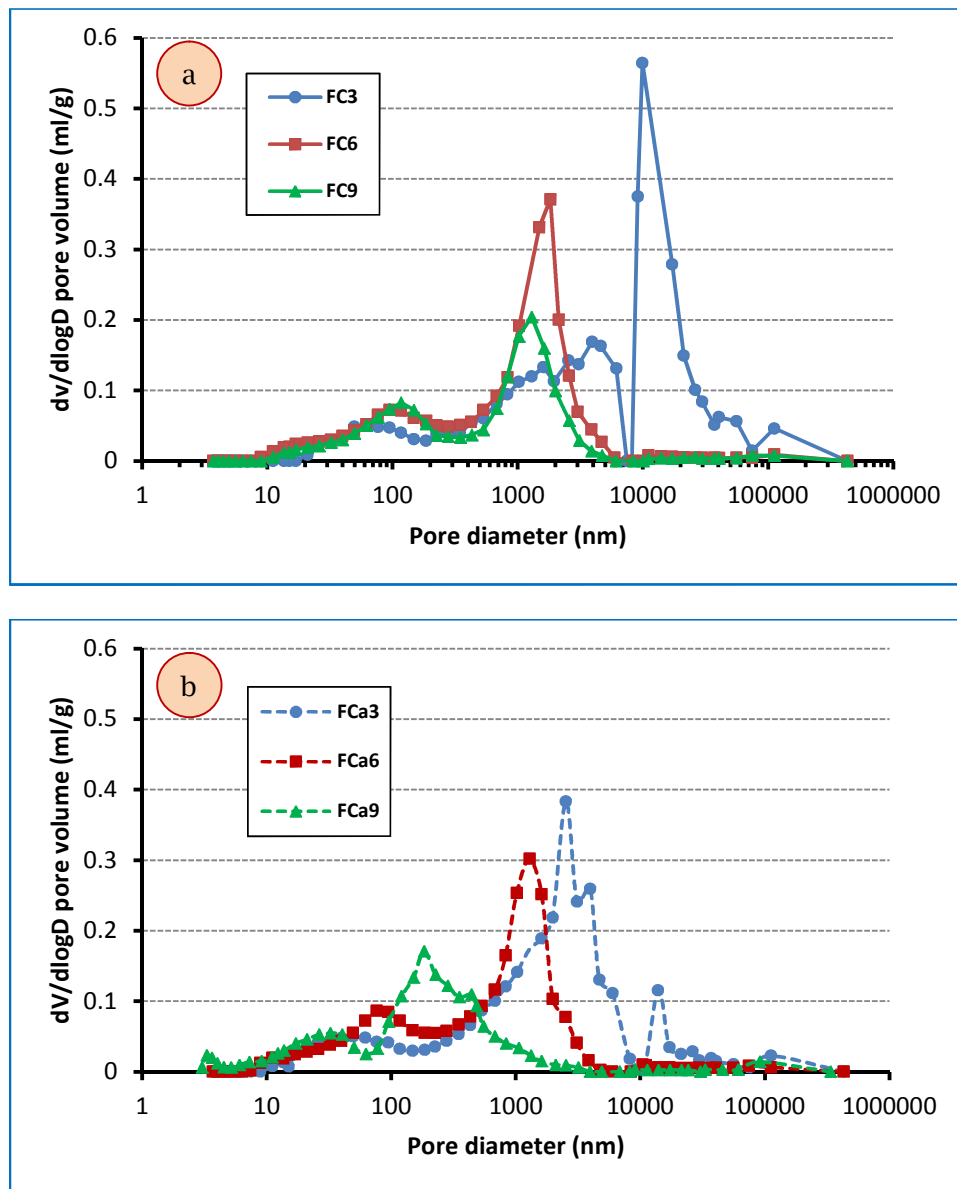 a
dv/dlogD pore volume (ml/g)
0.6
0.5
0.4
0.3
0.2
0.1
0
FC3
FC6
FC9
1 10 100 1000 10000 100000 1000000
Pore diameter (nm)
b
dV/dlogD pore volume (ml/g)
0.6
0.5
0.4
0.3
0.2
0.1
0
FCa3
FCa6
FCa9
1 10 100 1000 10000 100000 1000000
Pore diameter (nm)